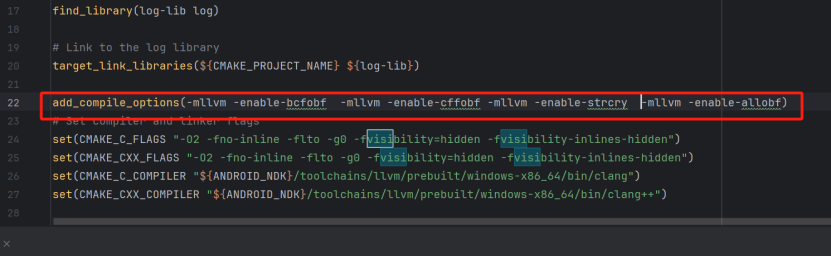 17 find_library(log-lib log)
18
19 # Link to the log library
20 target_link_libraries(${CMAKE_PROJECT_NAME} ${log-lib})
21
22 add_compile_options(-mllvm -enable-bcfobf  -mllvm -enable-cffobf -mllvm -enable-strcry -mllvm -enable-allobf)
# Set compiler and linker flags
24 set(CMAKE_C_FLAGS "-O2 -fno-inline -flto -g0 -fvisibility=hidden -fvisibility-inlines-hidden")
25 set(CMAKE_CXX_FLAGS "-O2 -fno-inline -flto -g0 -fvisibility=hidden -fvisibility-inlines-hidden")
26 set(CMAKE_C_COMPILER "${ANDROID_NDK}/toolchains/llvm/prebuilt/windows-x86_64/bin/clang")
27 set(CMAKE_CXX_COMPILER "${ANDROID_NDK}/toolchains/llvm/prebuilt/windows-x86_64/bin/clang++")
28